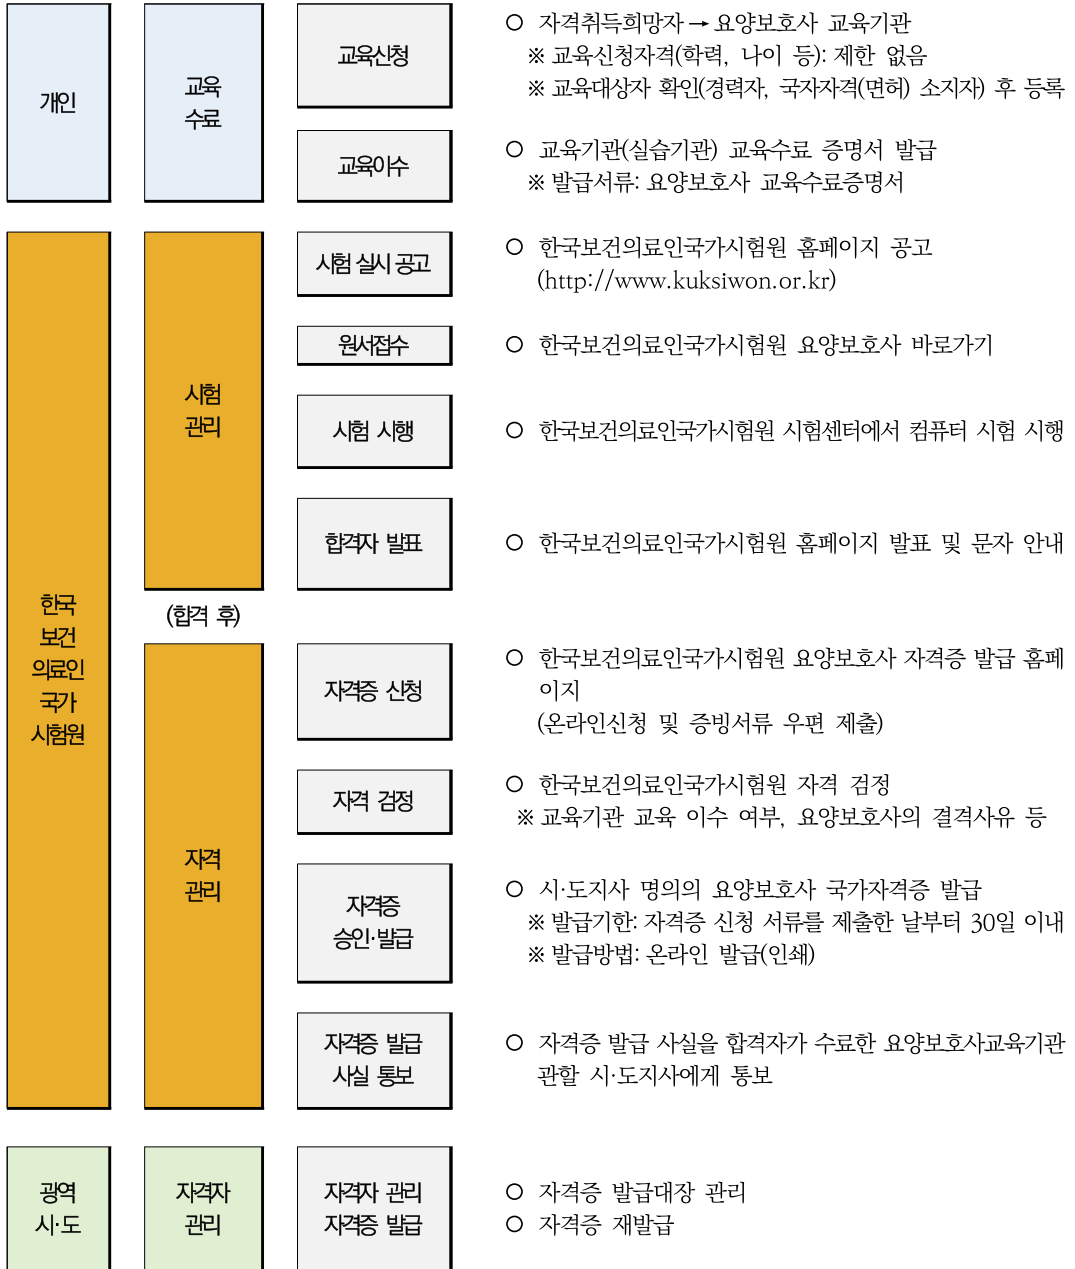 개인
교육
수료
교육신청
○ 자격취득희망자→요양보호사 교육기관
※ 교육신청자격(학력, 나이 등): 제한 없음
※ 교육대상자 확인(경력자, 국자자격(면허) 소지자) 후 등록
교육이수
○ 교육기관(실습기관) 교육수료 증명서 발급
※ 발급서류: 요양보호사 교육수료증명서
한국
보건
의료인
국가
시험원
시험
관리
시험 실시 공고
○ 한국보건의료인국가시험원 홈페이지 공고
(http://www.kuksiwon.or.kr)
원서접수
○ 한국보건의료인국가시험원 요양보호사 바로가기
시험 시행
○ 한국보건의료인국가시험원 시험센터에서 컴퓨터 시험 시행
합격자 발표
○ 한국보건의료인국가시험원 홈페이지 발표 및 문자 안내
(합격 후)
자격
관리
자격증 신청
○ 한국보건의료인국가시험원 요양보호사 자격증 발급 홈페
이지
(온라인신청 및 증빙서류 우편 제출)
자격 검정
○ 한국보건의료인국가시험원 자격 검정
※ 교육기관 교육 이수 여부, 요양보호사의 결격사유 등
자격증
승인·발급
○ 시·도지사 명의의 요양보호사 국가자격증 발급
※ 발급기한: 자격증 신청 서류를 제출한 날부터 30일 이내
※ 발급방법: 온라인 발급(인쇄)
자격증 발급
사실 통보
○ 자격증 발급 사실을 합격자가 수료한 요양보호사교육기관
관할 시·도지사에게 통보
광역
시·도
자격자
관리
자격자 관리
자격증 발급
○ 자격증 발급대장 관리
○ 자격증 재발급